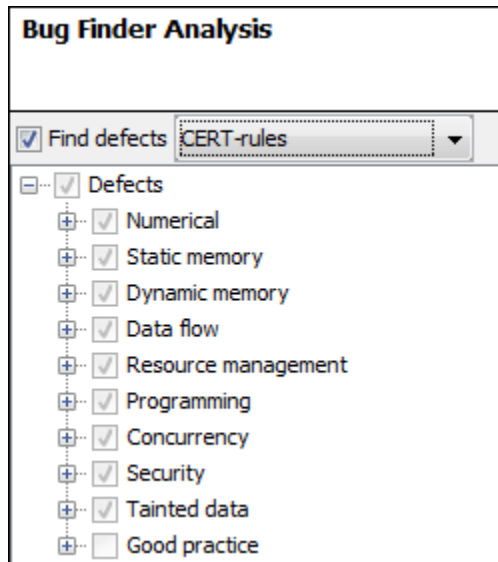 Bug Finder Analysis
Find defects CERT-rules
Defects
Numerical
Static memory
Dynamic memory
Data flow
Resource management
Programming
Concurrency
Security
Tainted data
Good practice